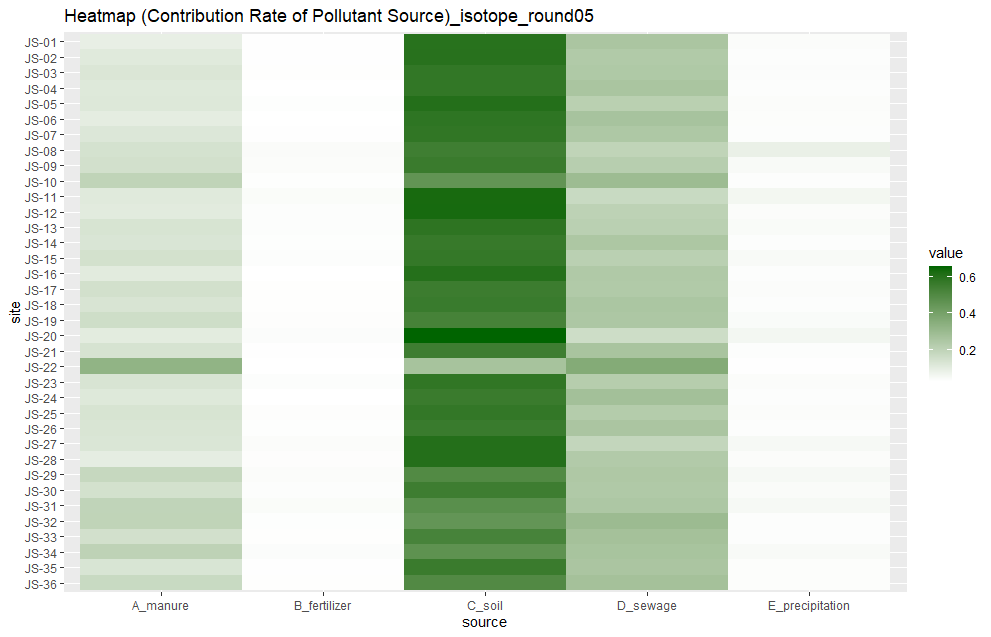 Heatmap (Contribution Rate of Pollutant Source)_isotope_round05
JS-01
JS-02
JS-03
JS-04
JS-05
JS-06
JS-07
JS-08
JS-09
JS-10
JS-11
JS-12
JS-13
JS-14
JS-15
JS-16
JS-17
JS-18
JS-19
JS-20
JS-21
JS-22
JS-23
JS-24
JS-25
JS-26
JS-27
JS-28
JS-29
JS-30
JS-31
JS-32
JS-33
JS-34
JS-35
JS-36
site
A_manure B_fertilizer C_soil D_sewage E_precipitation
source
value
0.6
0.4
0.2